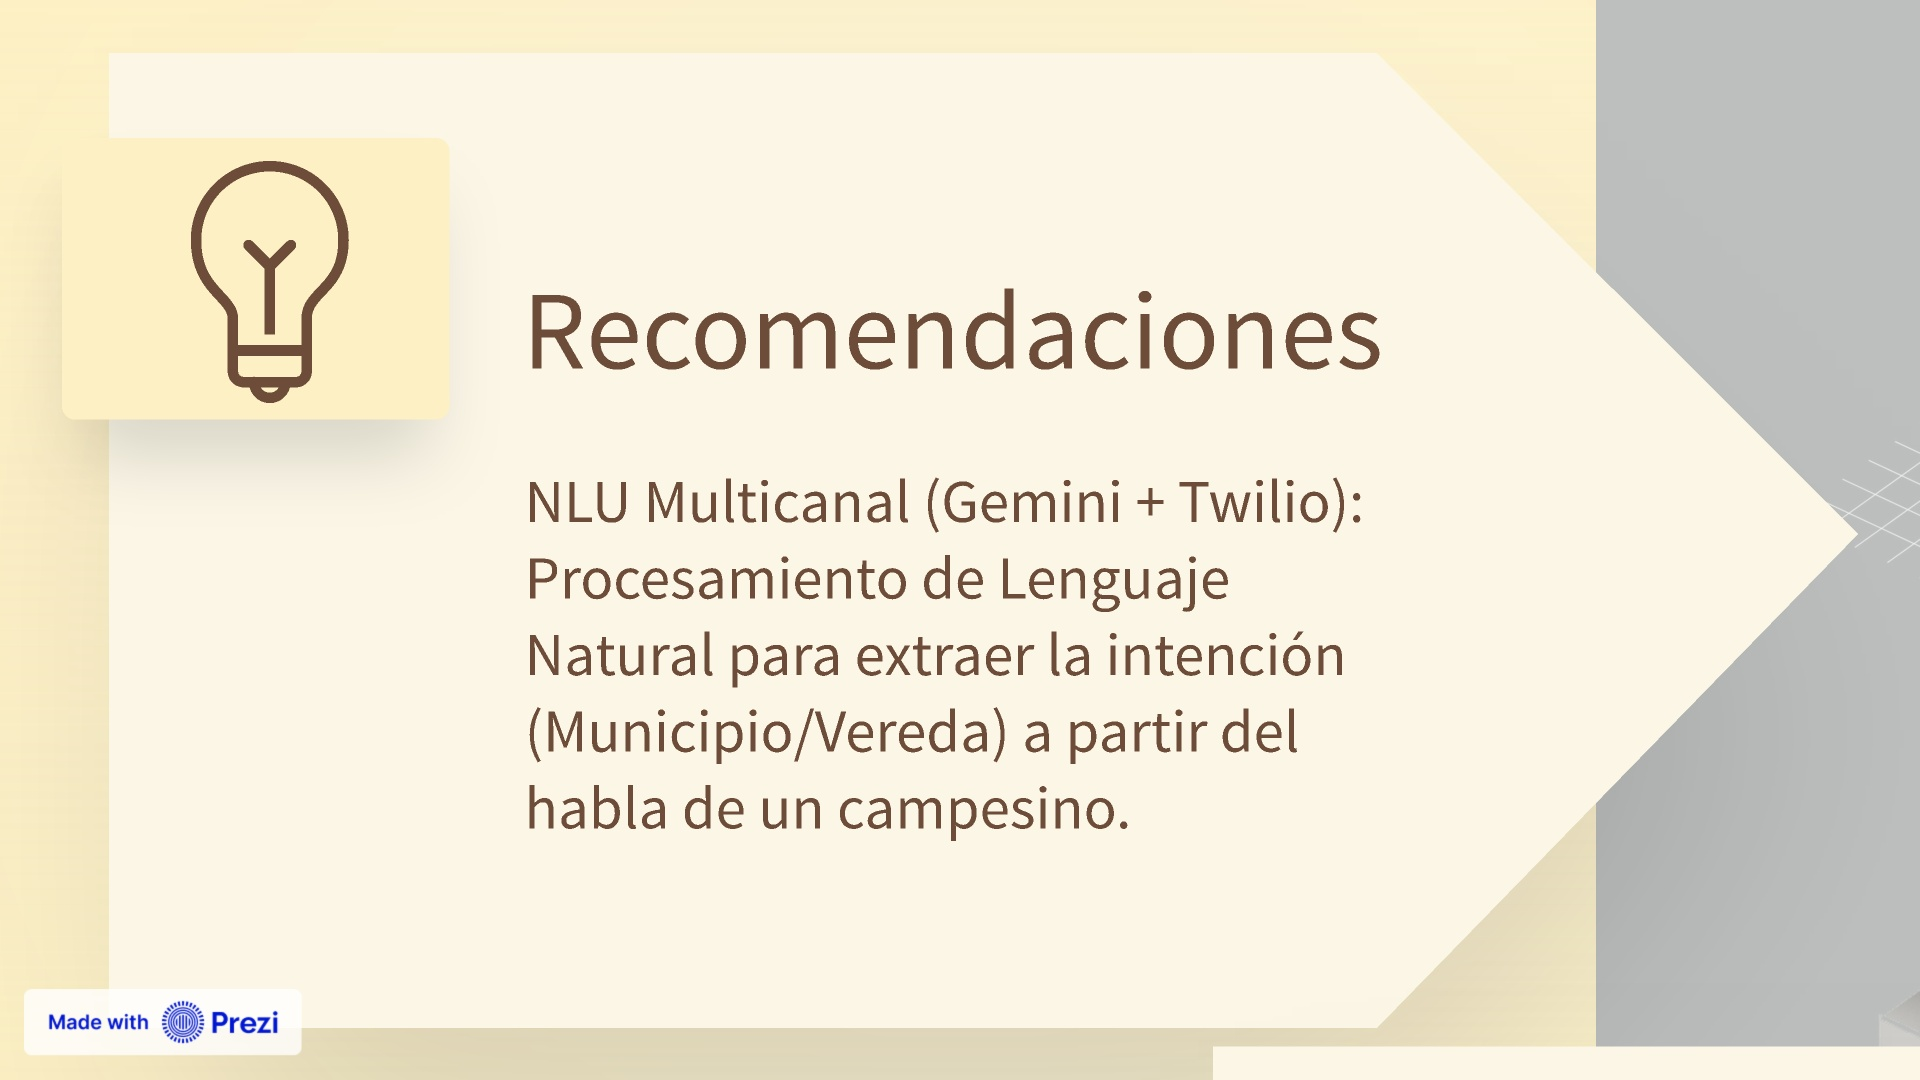 Recomendaciones
NLU Multicanal (Gemini + Twilio):
Procesamiento de Lenguaje
Natural para extraer la intención
(Municipio/Vereda) a partir del
habla de un campesino.
Made with Prezi